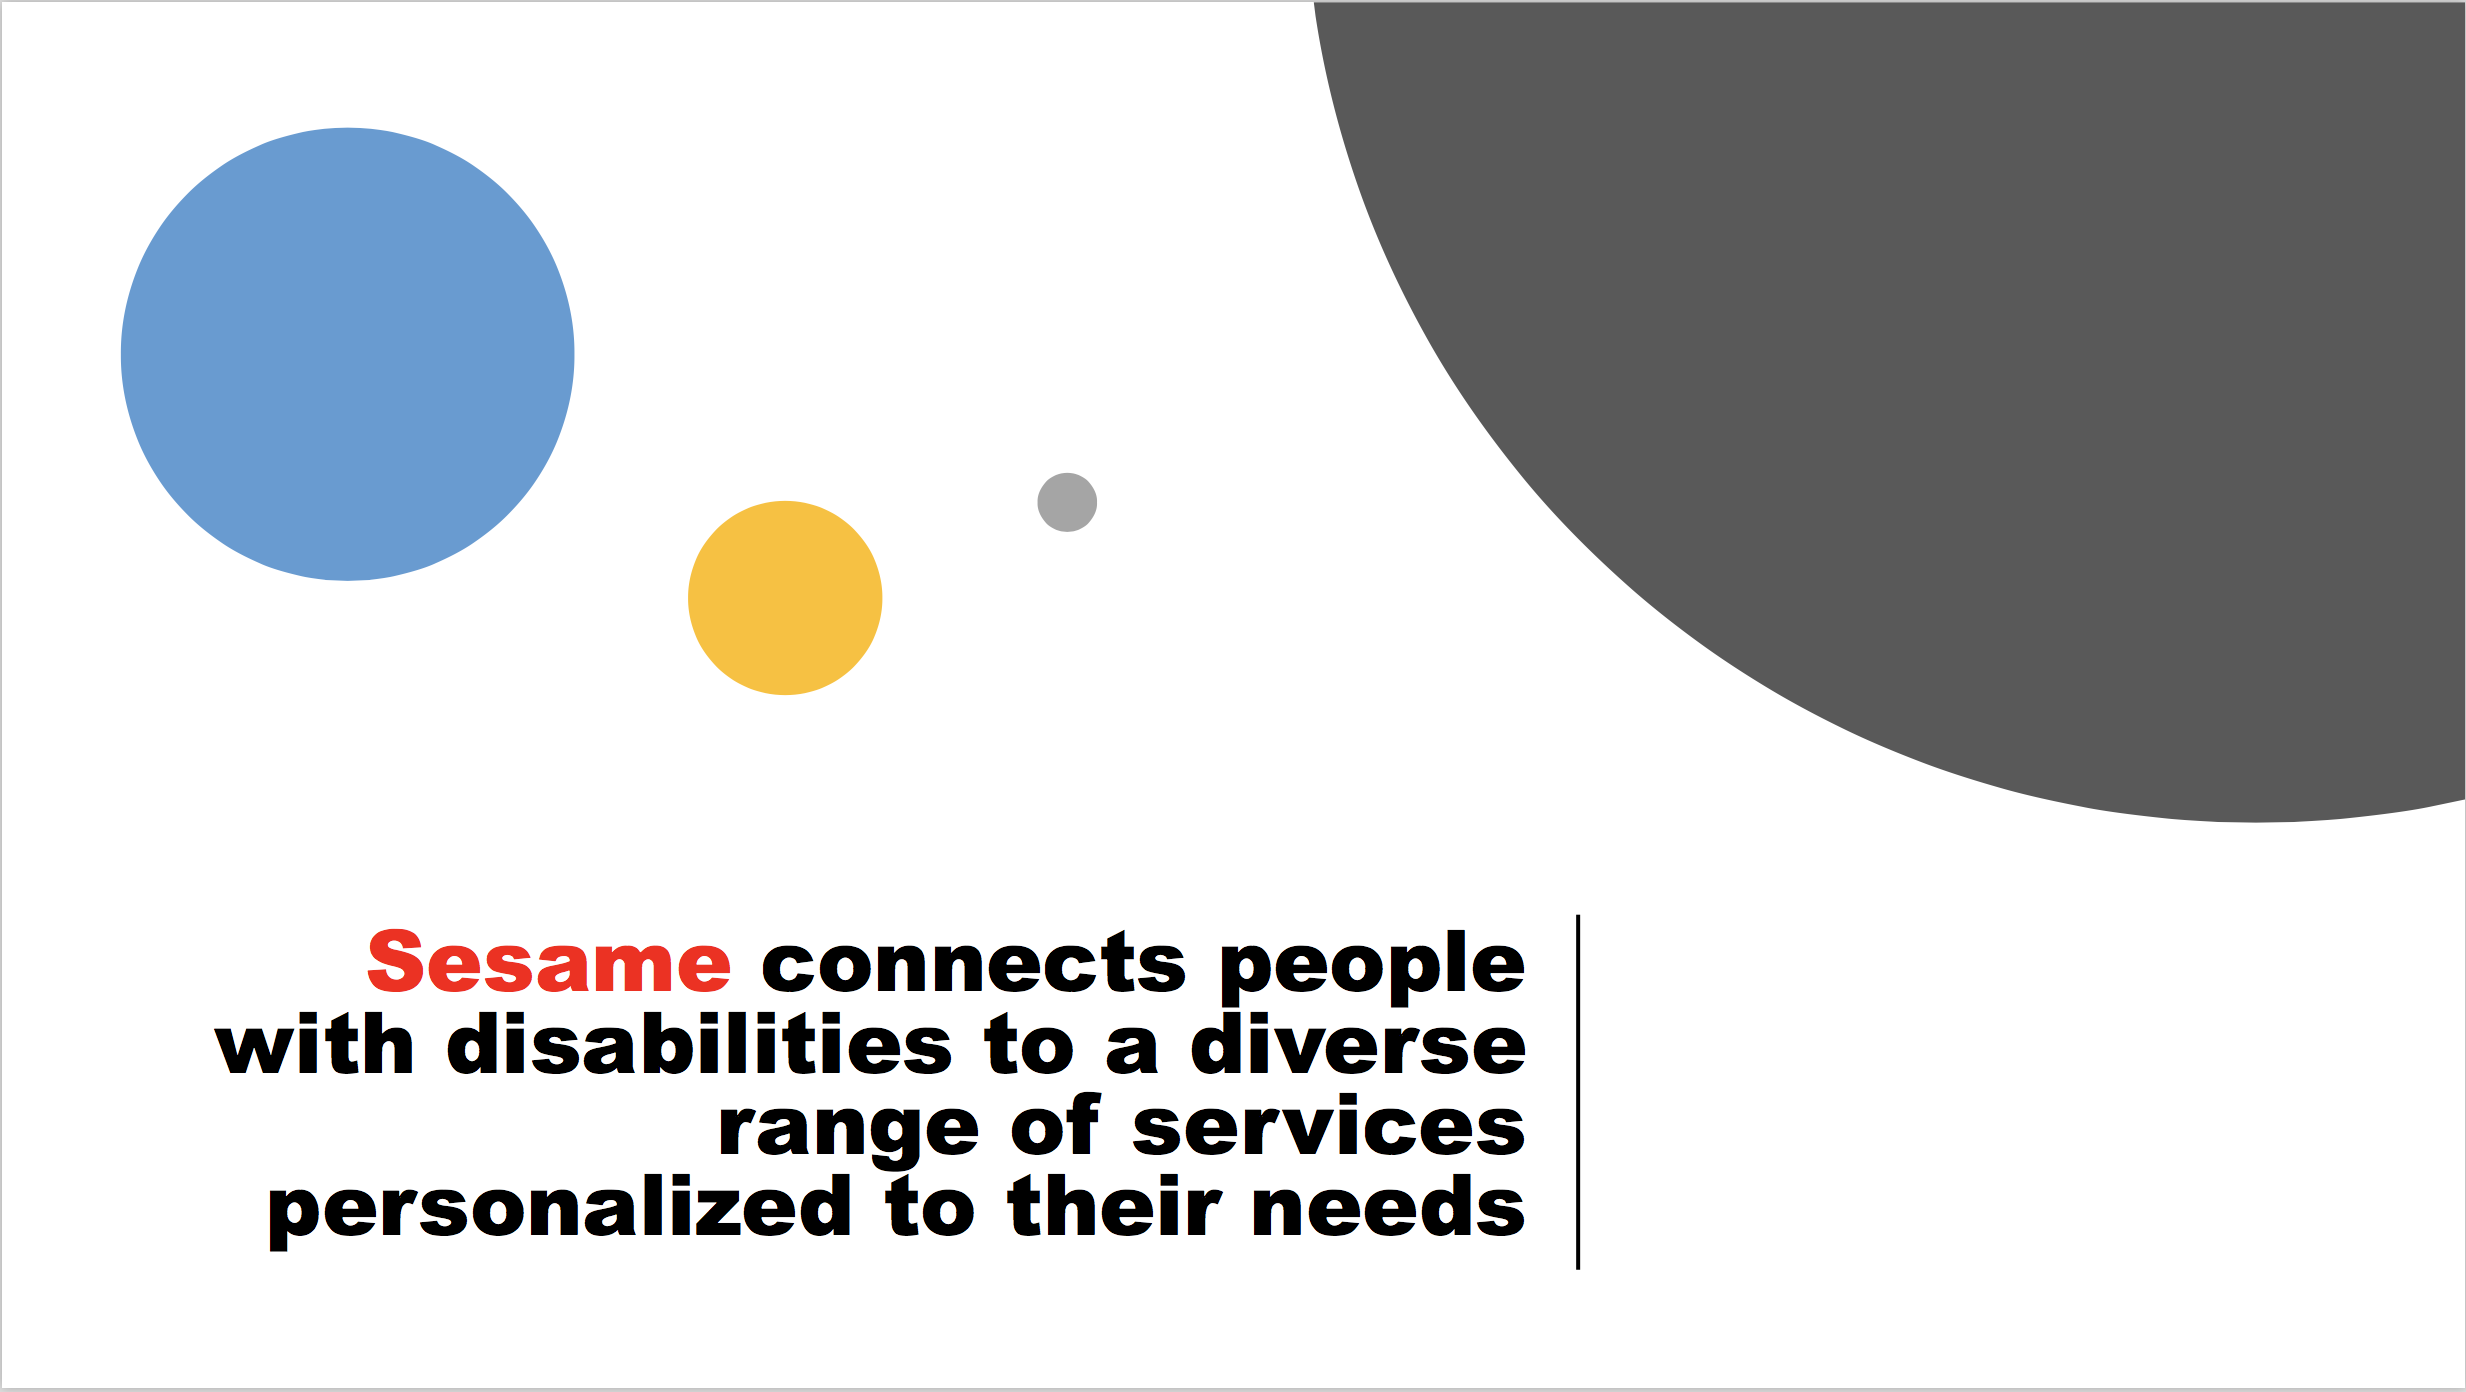 Sesame connects people
with disabilities to a diverse
range of services
personalized to their needs